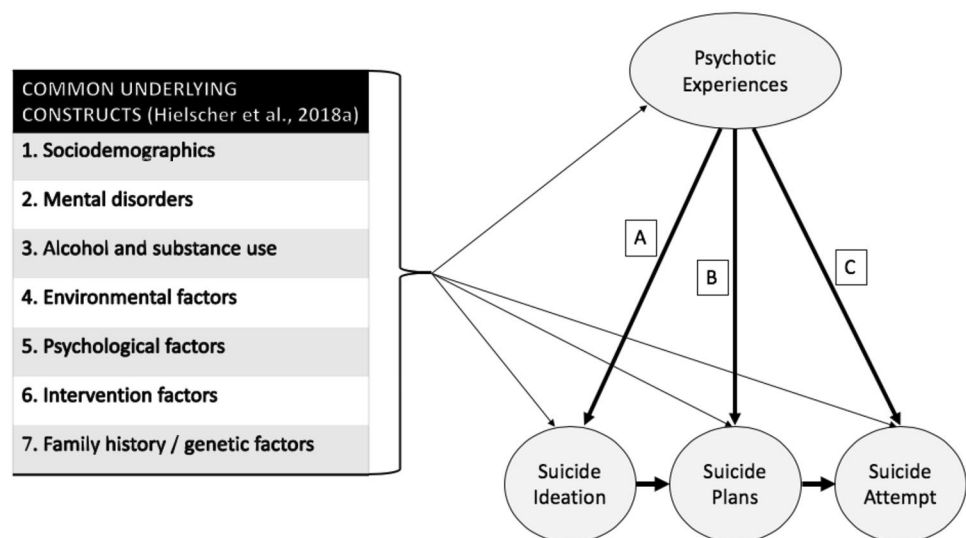 COMMON UNDERLYING
CONSTRUCTS (Hielscher et al., 2018a)
1. Sociodemographics
2. Mental disorders
3. Alcohol and substance use
4. Environmental factors
5. Psychological factors
6. Intervention factors
7. Family history / genetic factors
Psychotic
Experiences
A
B
C
Suicide
Ideation
Suicide
Plans
Suicide
Attempt